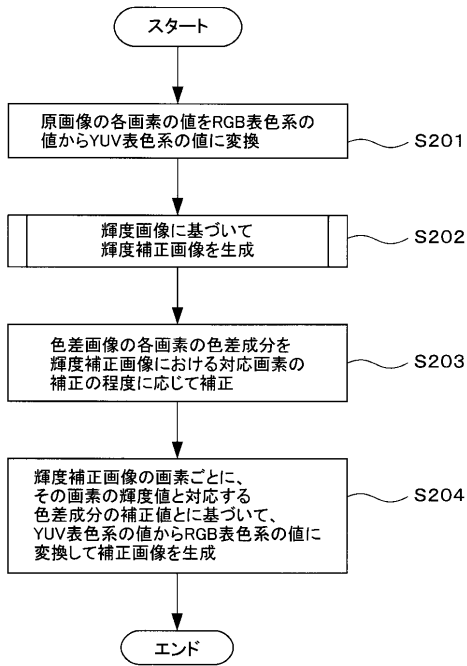 スタート
原画像の各画素の値をRGB表色系の
値からYUV表色系の値に変換
S201
輝度画像に基づいて
輝度補正画像を生成
S202
色差画像の各画素の色差成分を
輝度補正画像における対応画素の
補正の程度に応じて補正
S203
輝度補正画像の画素ごとに、
その画素の輝度値と対応する
色差成分の補正値とに基づいて、
YUV表色系の値からRGB表色系の値に
変換して補正画像を生成
S204
エンド